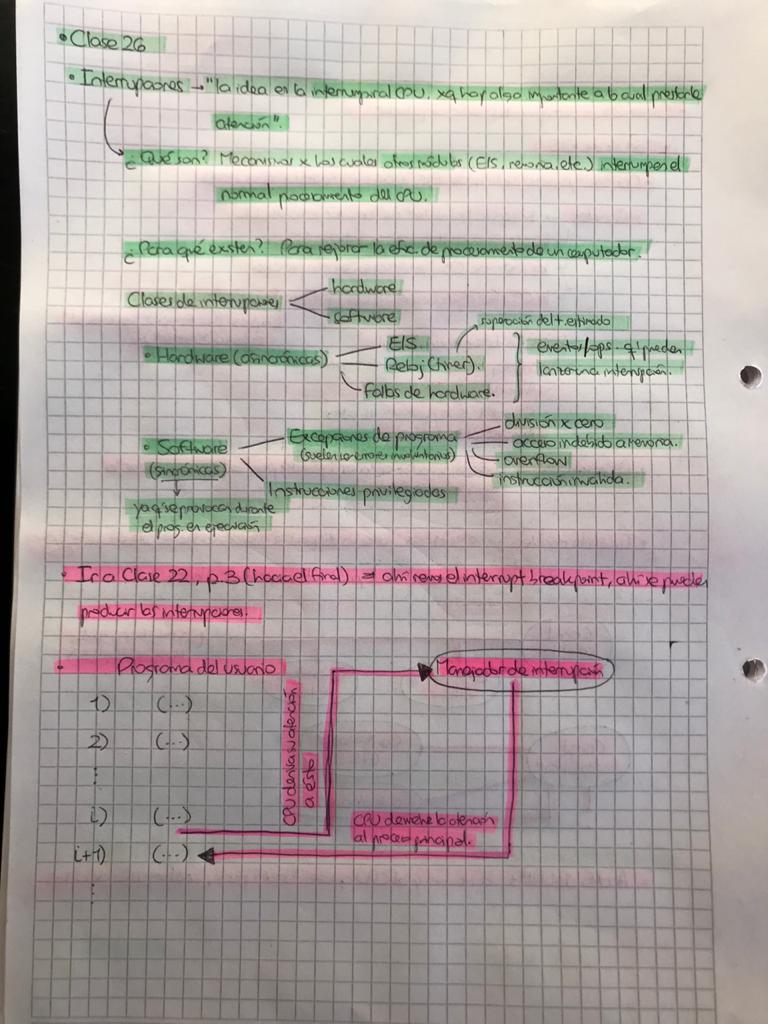 • Clase 26
• Interrupciones → "la idea es la interrumpir al CPU, xq hay algo importante a lo cual prestarle
atención".
¿Qué son? Mecanismos x los cuales otros módulos (E/S, memoria, etc.) interrumpen el
normal procesamiento del CPU.
¿Para qué existen? Para mejorar la efic. de procesamiento de un computador.
Clases de interrupciones
hardware
software
• Hardware (asincrónicas)
E/S
Reloj (timer).
superación del t. estimado
Fallas de hardware.
eventos/ops. q' pueden
lanzar una interrupción.
• Software
(sincrónicas)
ya q' se provocan durante
el prog. en ejecución
Excepciones de programa
(suelen ser errores involuntarios)
división x cero
acceso indebido a memoria.
overflow
instrucción inválida.
Instrucciones privilegiadas
• Ir a Clase 22, p.3 (hacia el final) ⇒ ahí vemos el interrupt breakpoint, ahí se pueden
producir las interrupciones.
• Programa del usuario
Manejador de interrupción
1) (...)
2) (...)
⋮
i) (...)
i+1) (...)
⋮
CPU deriva su atención
a éste
CPU devuelve la atención
al proceso principal.